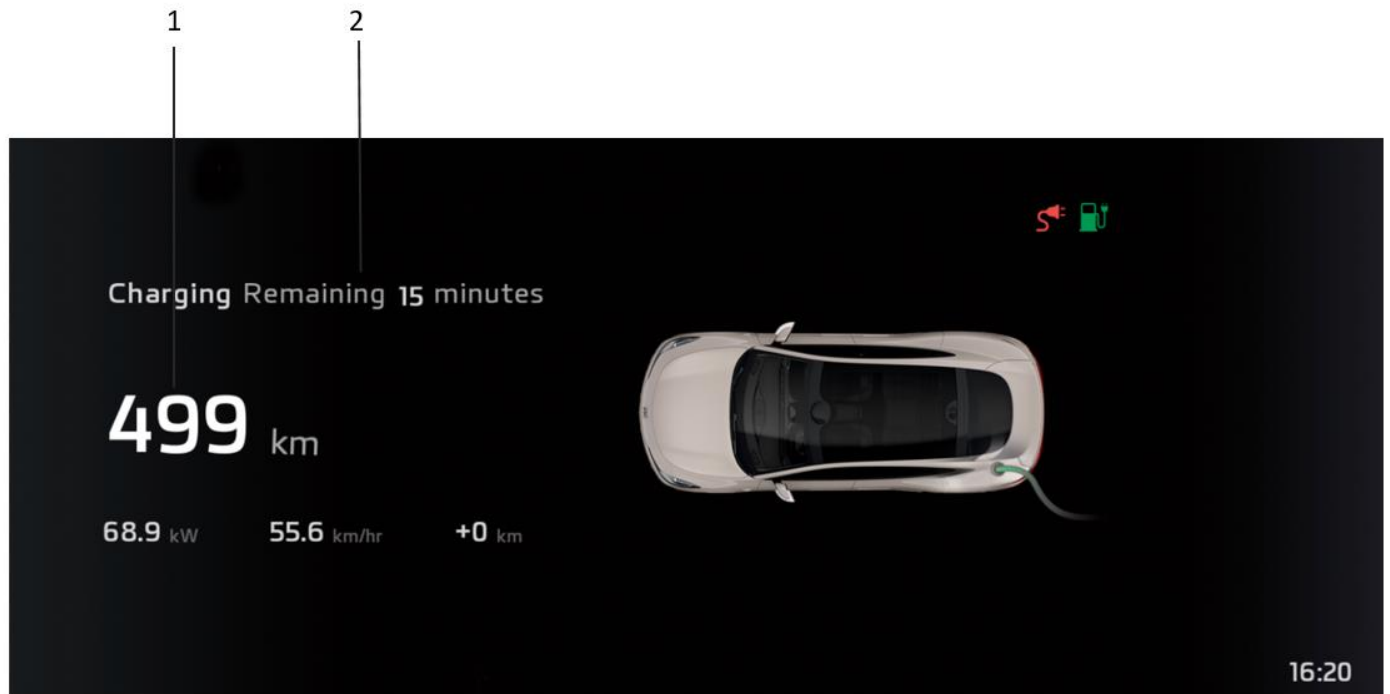 1 2
Charging Remaining 15 minutes
499 km
68.9 kW 55.6 km/hr +0 km
16:20